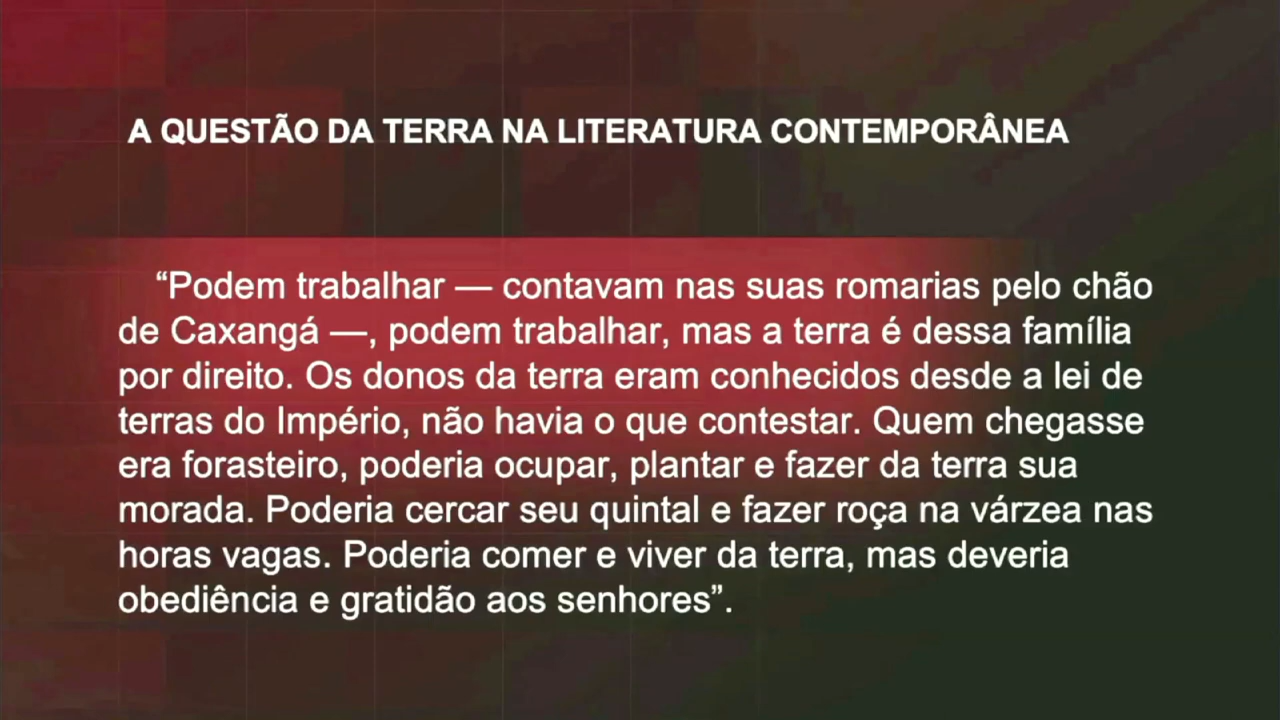 A QUESTÃO DA TERRA NA LITERATURA CONTEMPORÂNEA
“Podem trabalhar — contavam nas suas romarias pelo chão
de Caxangá —, podem trabalhar, mas a terra é dessa família
por direito. Os donos da terra eram conhecidos desde a lei de
terras do Império, não havia o que contestar. Quem chegasse
era forasteiro, poderia ocupar, plantar e fazer da terra sua
morada. Poderia cercar seu quintal e fazer roça na várzea nas
horas vagas. Poderia comer e viver da terra, mas deveria
obediência e gratidão aos senhores”.